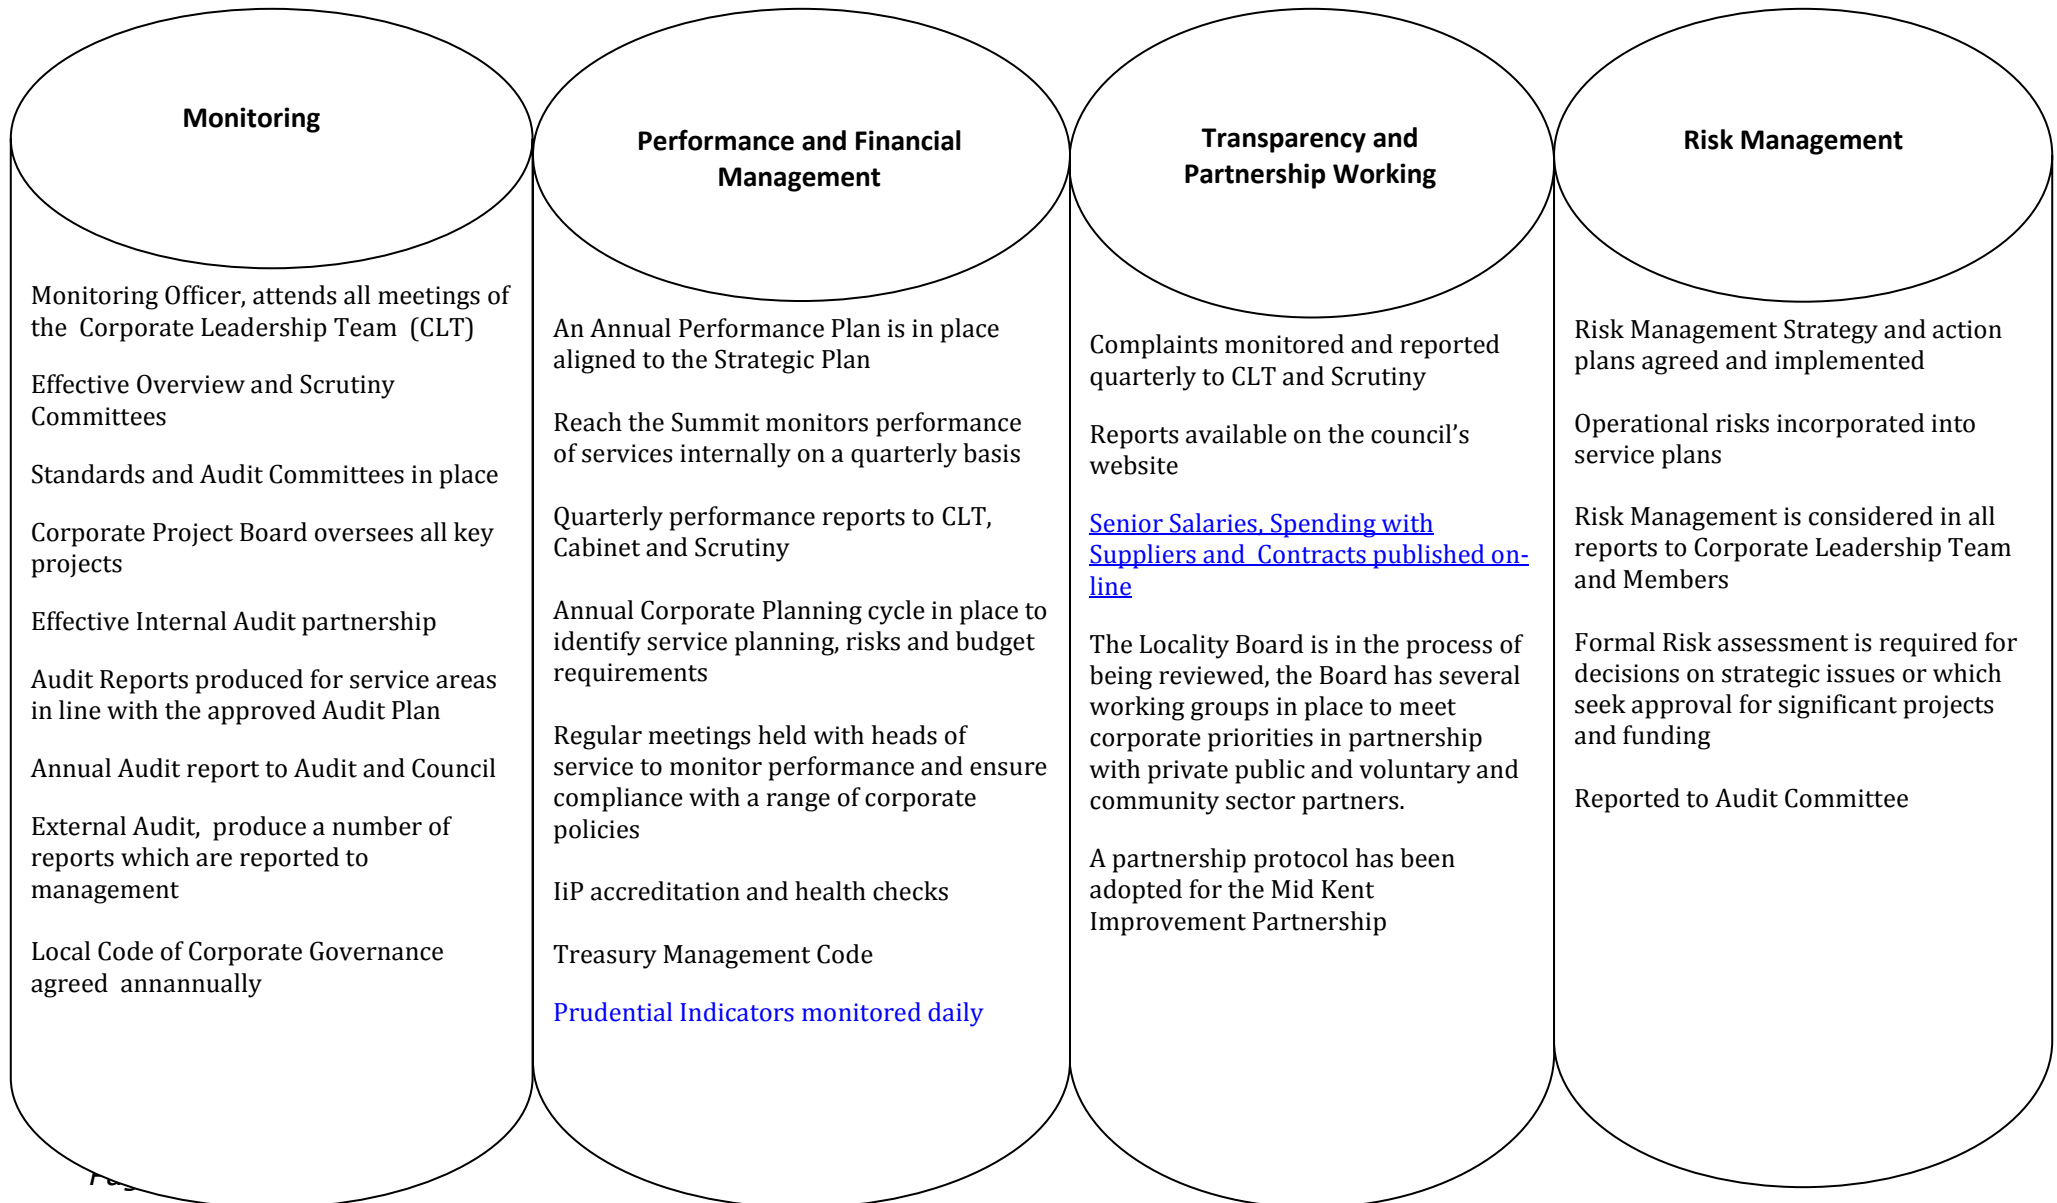 Monitoring
Monitoring Officer, attends all meetings of
the  Corporate Leadership Team  (CLT)
Effective Overview and Scrutiny
Committees
Standards and Audit Committees in place
Corporate Project Board oversees all key
projects
Effective Internal Audit partnership
Audit Reports produced for service areas
in line with the approved Audit Plan
Annual Audit report to Audit and Council
External Audit,  produce a number of
reports which are reported to
management
Local Code of Corporate Governance
agreed  annannually
Performance and Financial
Management
An Annual Performance Plan is in place
aligned to the Strategic Plan
Reach the Summit monitors performance
of services internally on a quarterly basis
Quarterly performance reports to CLT,
Cabinet and Scrutiny
Annual Corporate Planning cycle in place to
identify service planning, risks and budget
requirements
Regular meetings held with heads of
service to monitor performance and ensure
compliance with a range of corporate
policies
IiP accreditation and health checks
Treasury Management Code
Prudential Indicators monitored daily
Transparency and
Partnership Working
Complaints monitored and reported
quarterly to CLT and Scrutiny
Reports available on the council’s
website
Senior Salaries, Spending with
Suppliers and  Contracts published on-
line
The Locality Board is in the process of
being reviewed, the Board has several
working groups in place to meet
corporate priorities in partnership
with private public and voluntary and
community sector partners.
A partnership protocol has been
adopted for the Mid Kent
Improvement Partnership
Risk Management
Risk Management Strategy and action
plans agreed and implemented
Operational risks incorporated into
service plans
Risk Management is considered in all
reports to Corporate Leadership Team
and Members
Formal Risk assessment is required for
decisions on strategic issues or which
seek approval for significant projects
and funding
Reported to Audit Committee